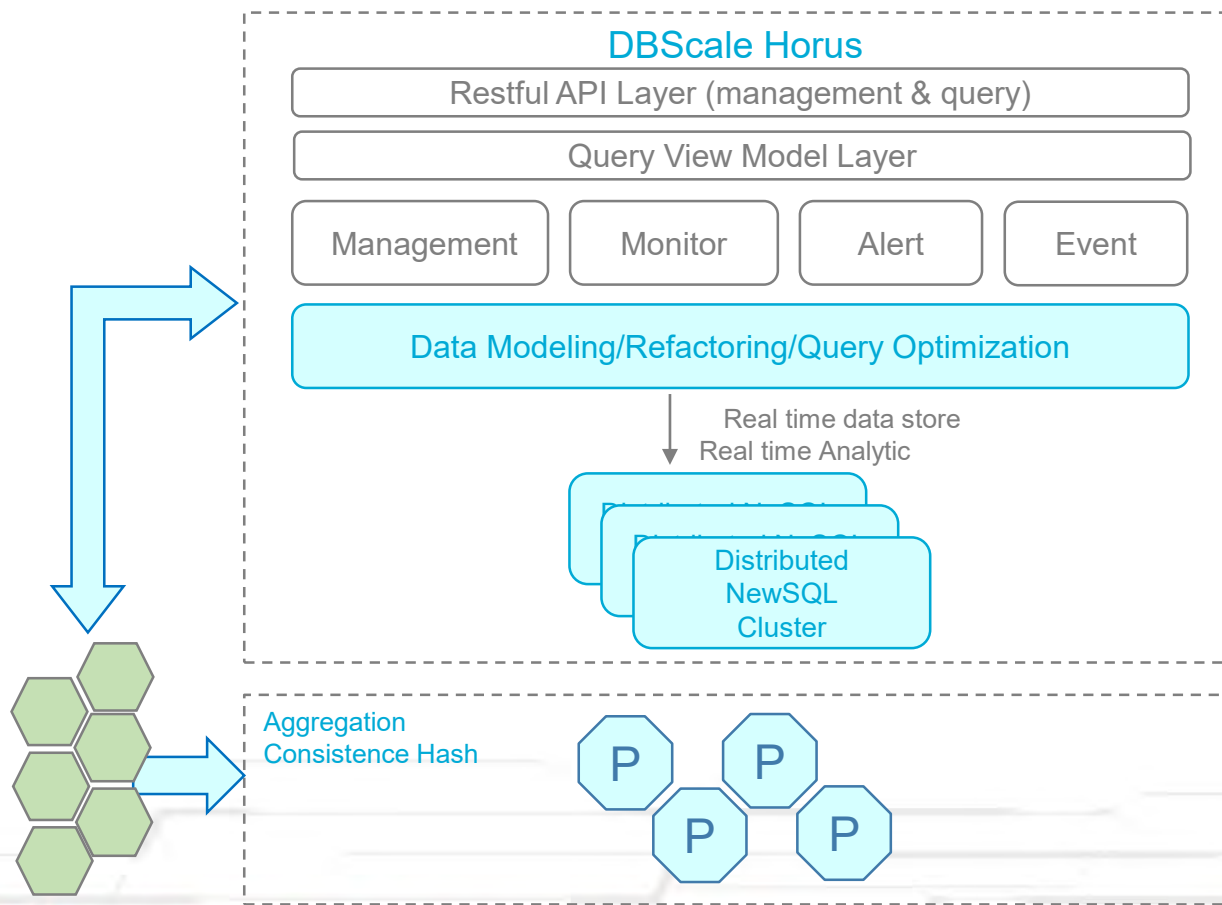 DBScale Horus
Restful API Layer (management & query)
Query View Model Layer
Management
Monitor
Alert
Event
Data Modeling/Refactoring/Query Optimization
Real time data store
Real time Analytic
Distributed
NewSQL
Cluster
Aggregation
Consistence Hash
P
P
P
P